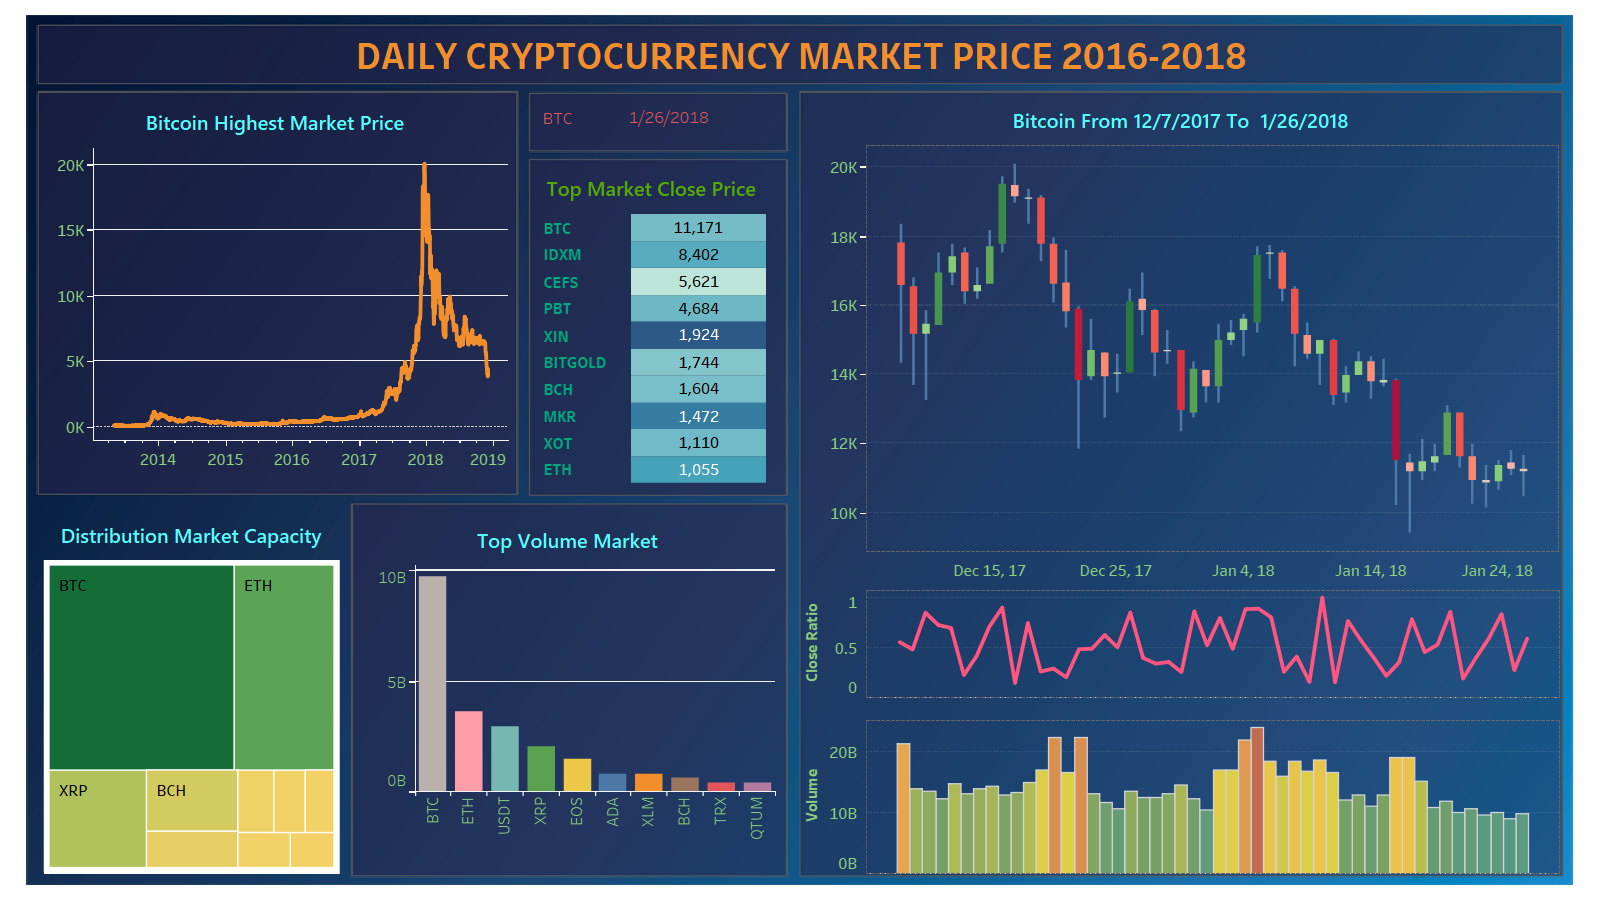 DAILY CRYPTOCURRENCY MARKET PRICE 2016-2018
Bitcoin Highest Market Price
20K
15K
10K
5K
0K
2014 2015 2016 2017 2018 2019
BTC 1/26/2018
Top Market Close Price
BTC 11,171
IDXM 8,402
CEFS 5,621
PBT 4,684
XIN 1,924
BITGOLD 1,744
BCH 1,604
MKR 1,472
XOT 1,110
ETH 1,055
Distribution Market Capacity
BTC ETH
XRP BCH
Top Volume Market
10B
5B
0B
BTC ETH USDT XRP EOS ADA XLM BCH TRX QTUM
Bitcoin From 12/7/2017 To 1/26/2018
20K
18K
16K
14K
12K
10K
Dec 15, 17 Dec 25, 17 Jan 4, 18 Jan 14, 18 Jan 24, 18
Close Ratio
1
0.5
0
Volume
20B
10B
0B